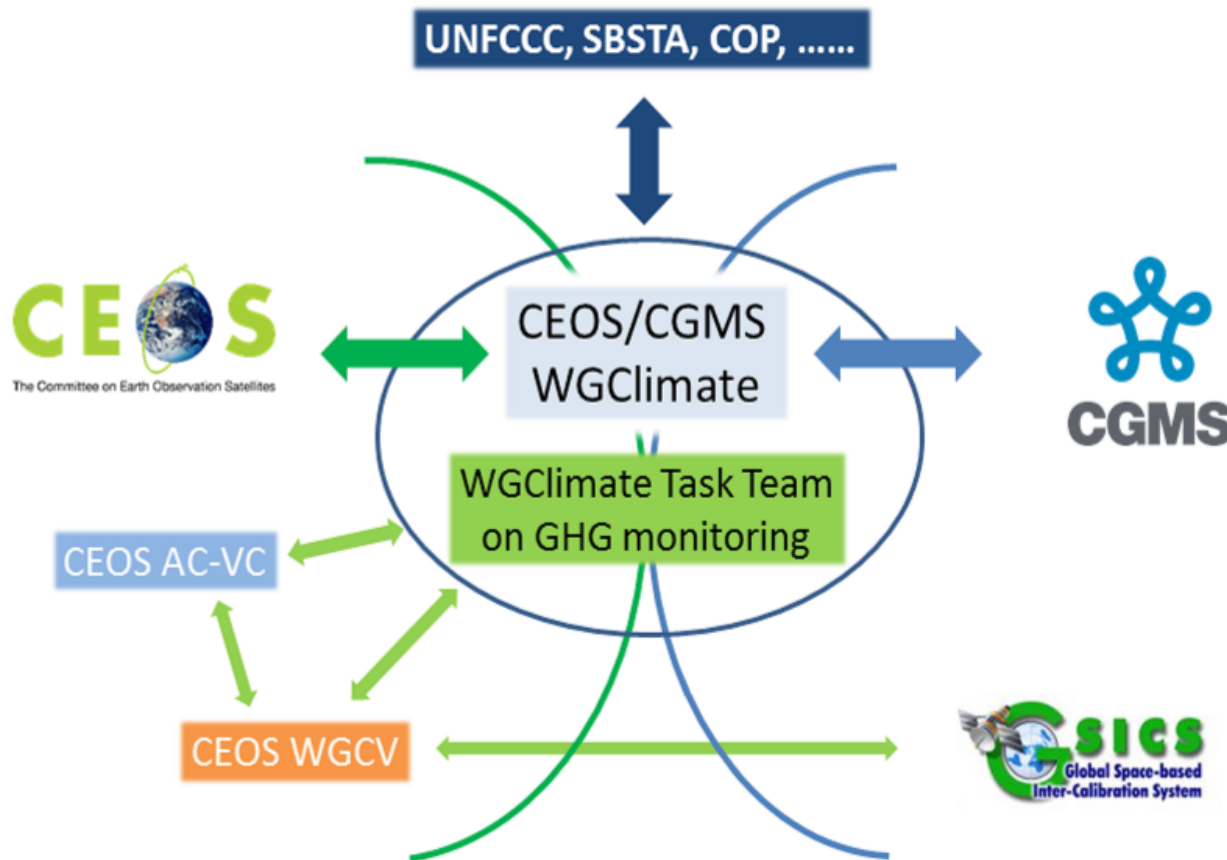 UNFCCC, SBSTA, COP, ......
CEOS
The Committee on Earth Observation Satellites
CEOS/CGMS
WGClimate
CGMS
WGClimate Task Team
on GHG monitoring
CEOS AC-VC
CEOS WGCV
GSICS
Global Space-based
Inter-Calibration System